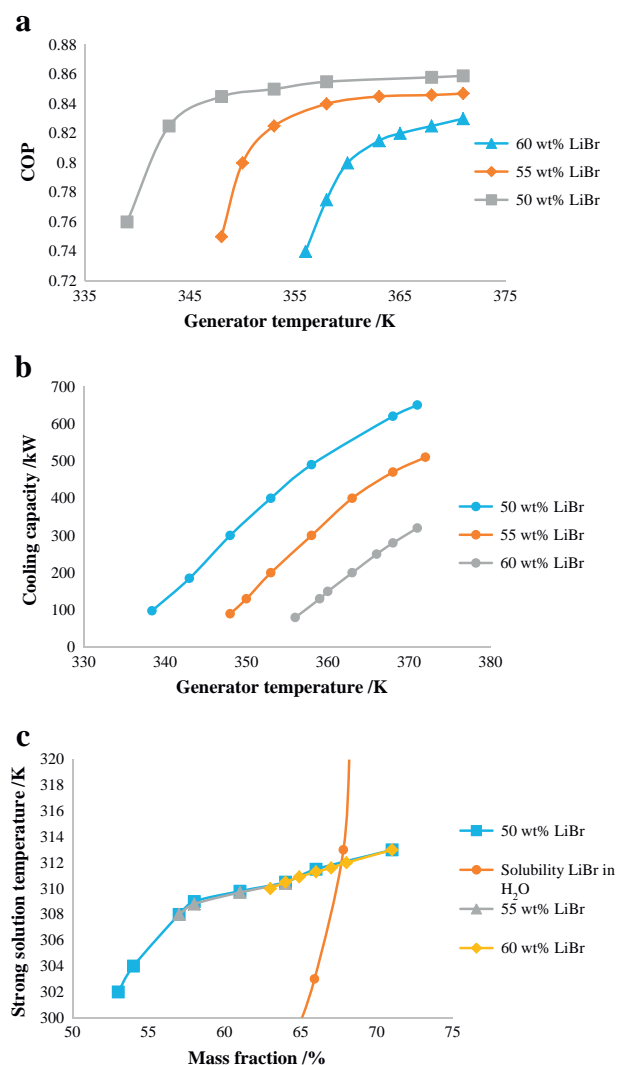 a
0.88
0.86
0.84
0.82
0.8
0.78
0.76
0.74
0.72
COP
335
345
355
365
375
Generator temperature /K
60 wt% LiBr
55 wt% LiBr
50 wt% LiBr
b
700
600
500
400
300
200
100
0
Cooling capacity /kW
330
340
350
360
370
380
Generator temperature /K
50 wt% LiBr
55 wt% LiBr
60 wt% LiBr
c
320
318
316
314
312
310
308
306
304
302
300
Strong solution temperature /K
50
55
60
65
70
75
Mass fraction /%
50 wt% LiBr
Solubility LiBr in
H₂O
55 wt% LiBr
60 wt% LiBr